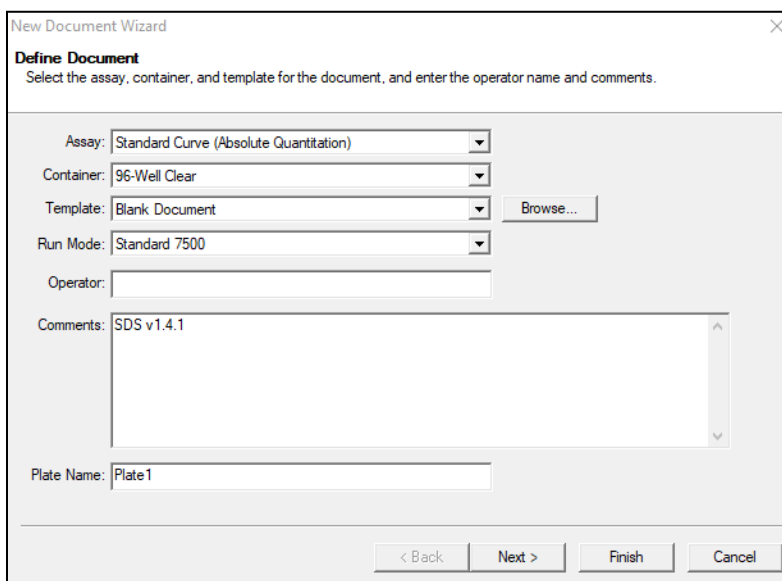 New Document Wizard
Define Document
Select the assay, container, and template for the document, and enter the operator name and comments.
Assay: Standard Curve (Absolute Quantitation)
Container: 96-Well Clear
Template: Blank Document Browse...
Run Mode: Standard 7500
Operator:
Comments: SDS v1.4.1
Plate Name: Plate1
< Back Next > Finish Cancel